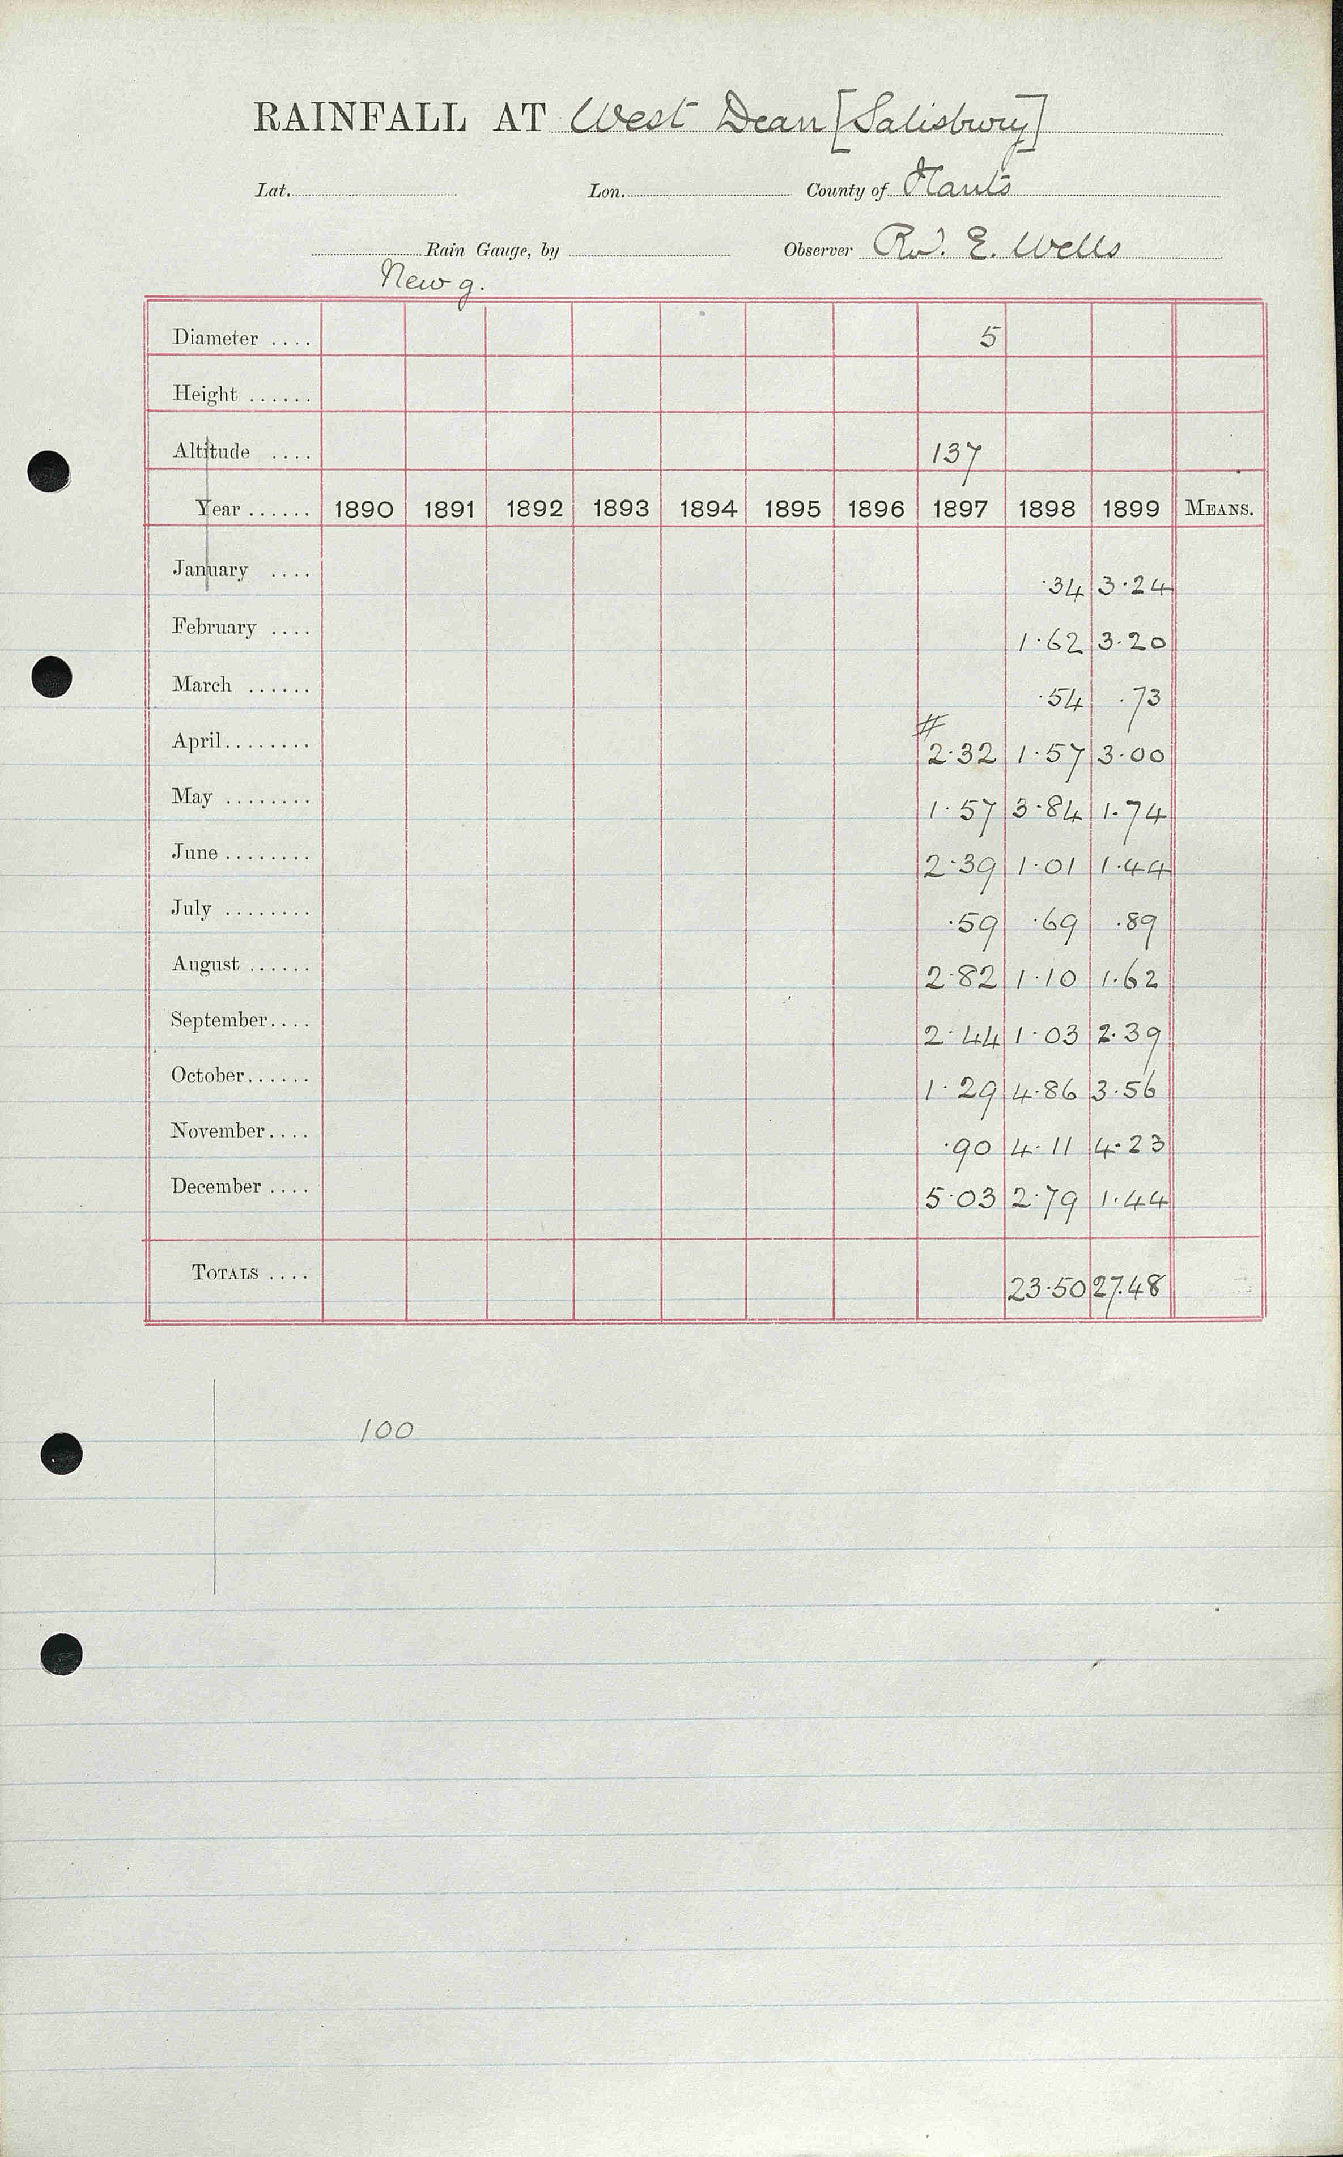 RAINFALL AT West Dean [Salisbury]
Lat. Lon. County of Hants
Rain Gauge, by Observer Rev. E. Wells
New g.
Diameter .... 5
Height ......
Altitude .... 137
Year ...... 1890 1891 1892 1893 1894 1895 1896 1897 1898 1899 MEANS.
January .... ·34 3·24
February .... 1·62 3·20
March ...... ·54 ·73
#
April........ 2·32 1·57 3·00
May ........ 1·57 3·84 1·74
June ........ 2·39 1·01 1·44
July ........ ·59 ·69 ·89
August ...... 2·82 1·10 1·62
September.... 2·44 1·03 2·39
October...... 1·29 4·86 3·56
November.... ·90 4·11 4·23
December .... 5·03 2·79 1·44
TOTALS .... 23·50 27·48
100